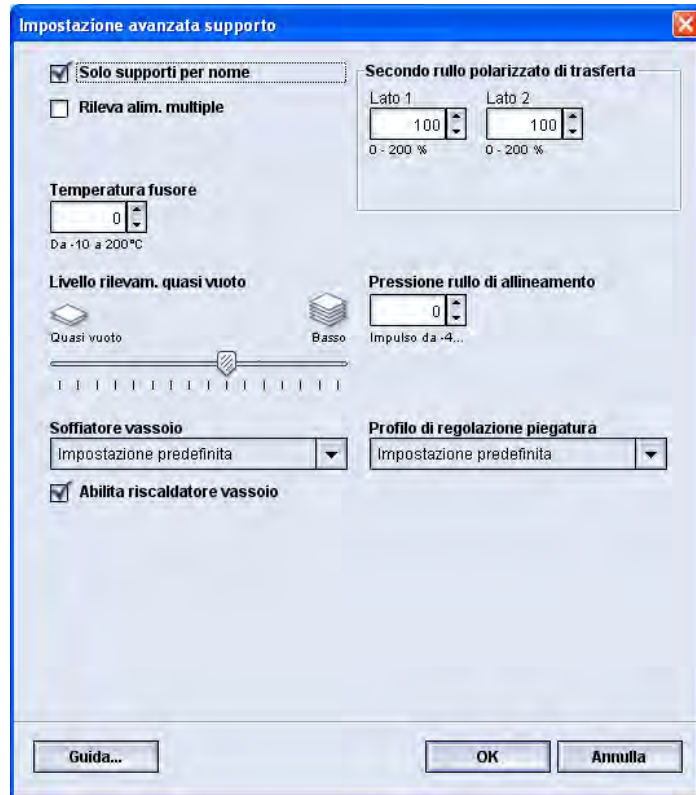 Impostazione avanzata supporto
Solo supporti per nome
Rileva alim. multiple
Secondo rullo polarizzato di trasferta
Lato 1
Lato 2
100
100
0 - 200 %
0 - 200 %
Temperatura fusore
0
Da -10 a 200°C
Livello rilevam. quasi vuoto
Quasi vuoto
Basso
Pressione rullo di allineamento
0
Impulso da -4...
Soffiatore vassoio
Impostazione predefinita
Profilo di regolazione piegatura
Impostazione predefinita
Abilita riscaldatore vassoio
Guida...
OK
Annulla